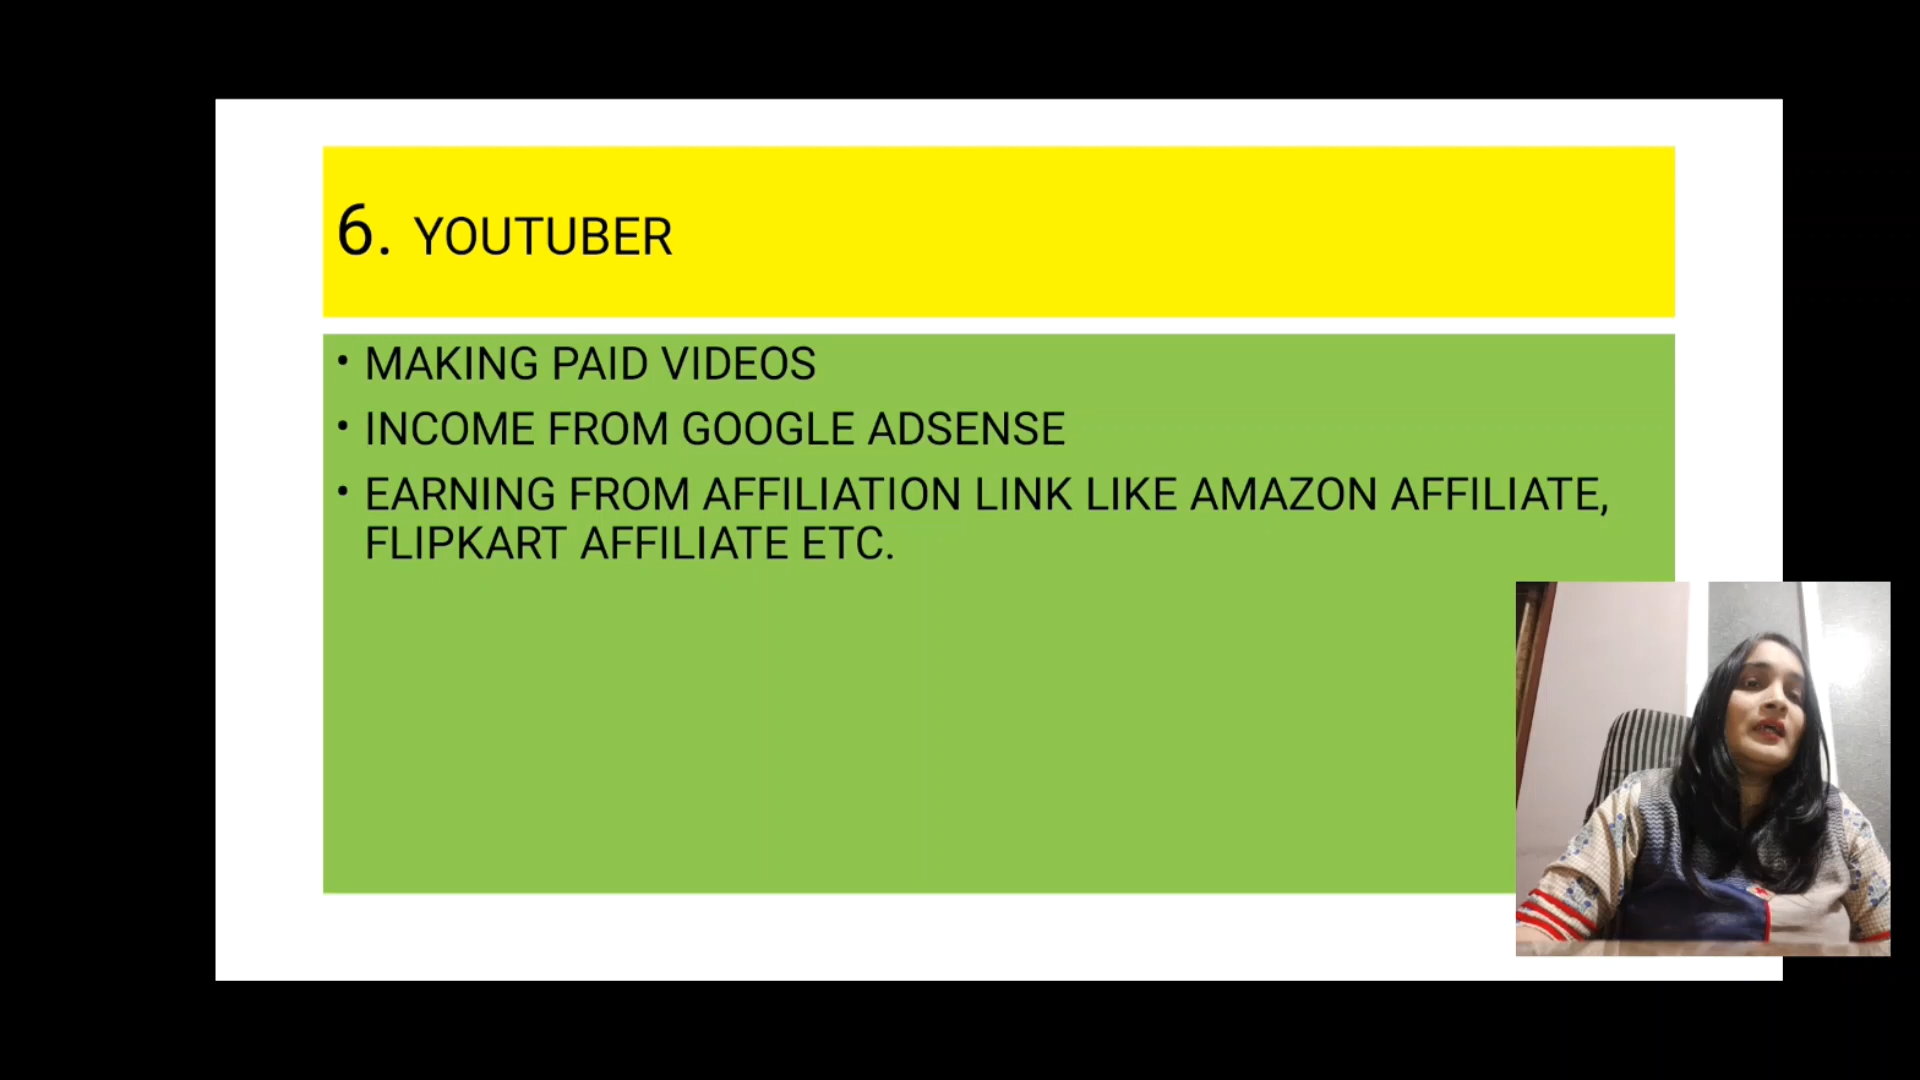 6. YOUTUBER
• MAKING PAID VIDEOS
• INCOME FROM GOOGLE ADSENSE
• EARNING FROM AFFILIATION LINK LIKE AMAZON AFFILIATE,
FLIPKART AFFILIATE ETC.